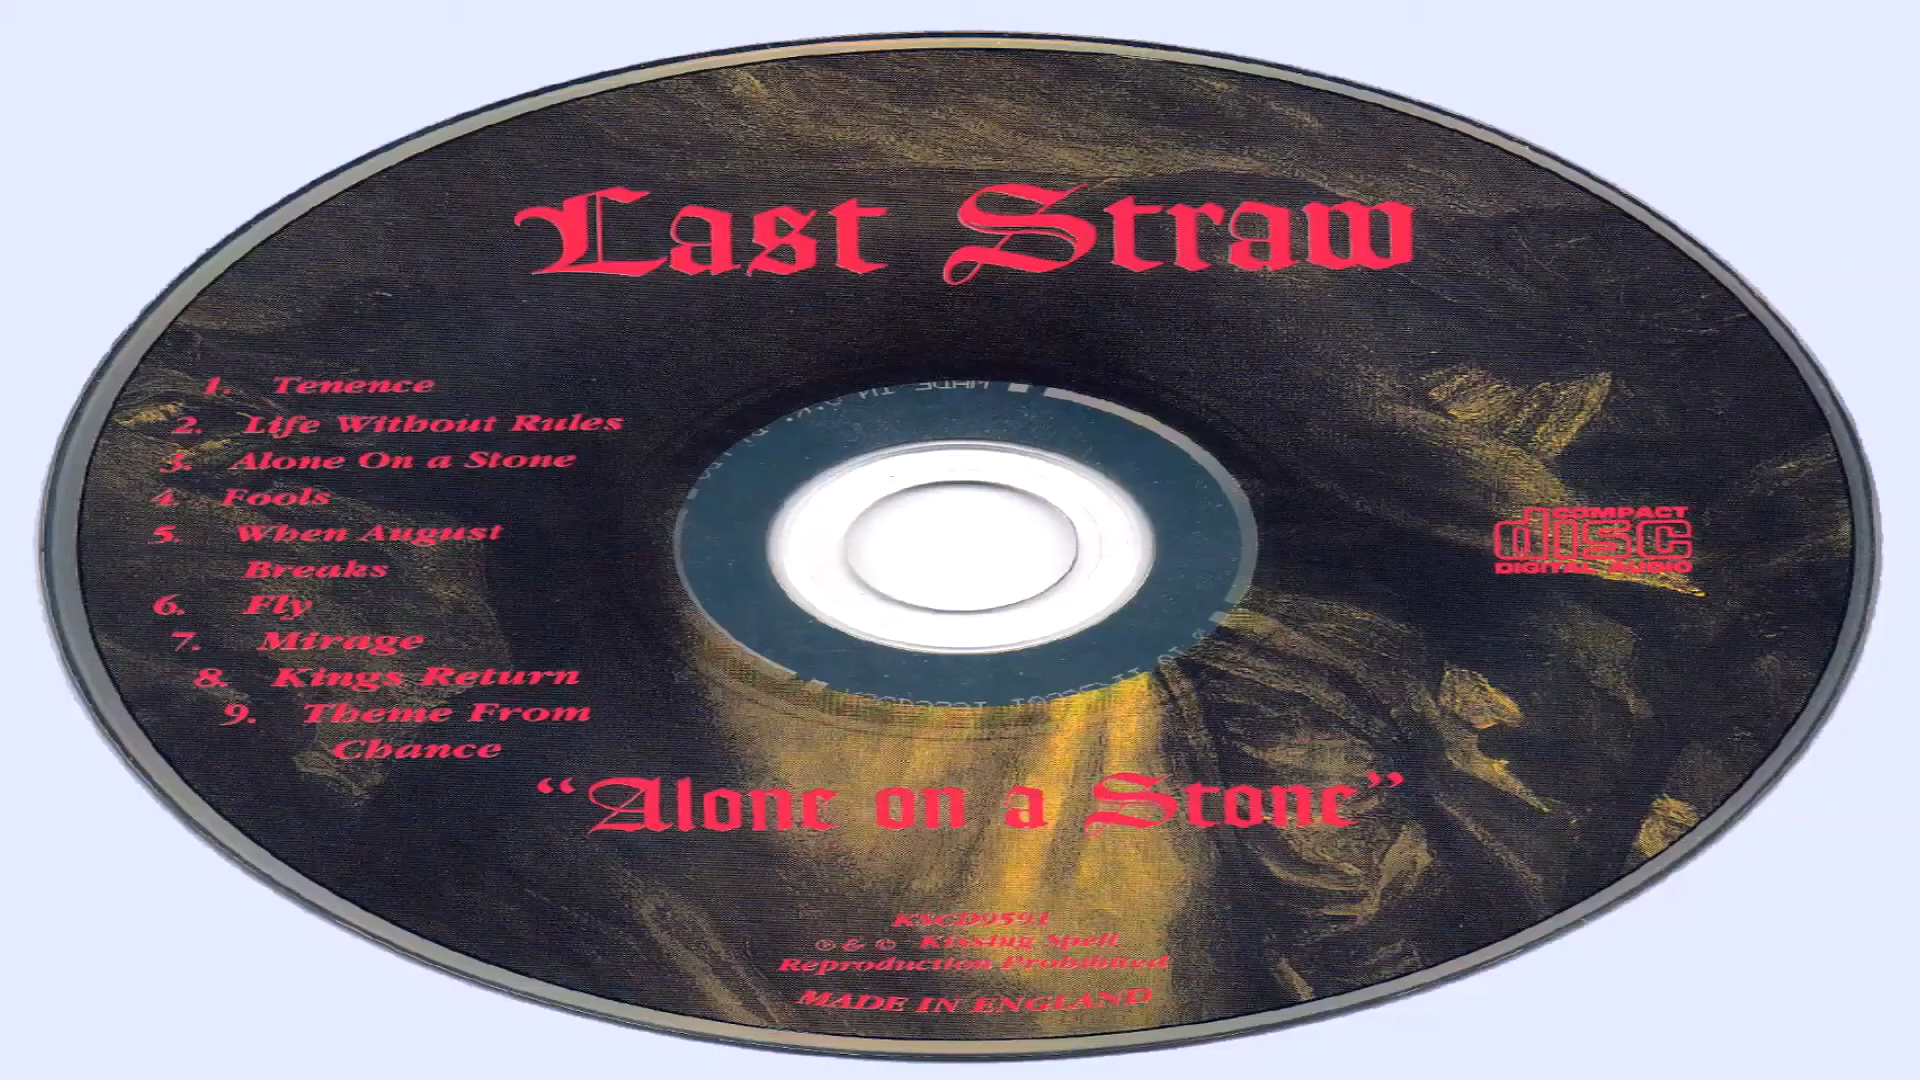 Last Straw
1. Tenence
2. Life Without Rules
3. Alone On a Stone
4. Fools
5. When August
Breaks
6. Fly
7. Mirage
8. Kings Return
9. Theme From
Chance
COMPACT
disc
DIGITAL AUDIO
“Alone on a Stone”
KSCD9591
℗ & © Kissing Spell
Reproduction Prohibited
MADE IN ENGLAND